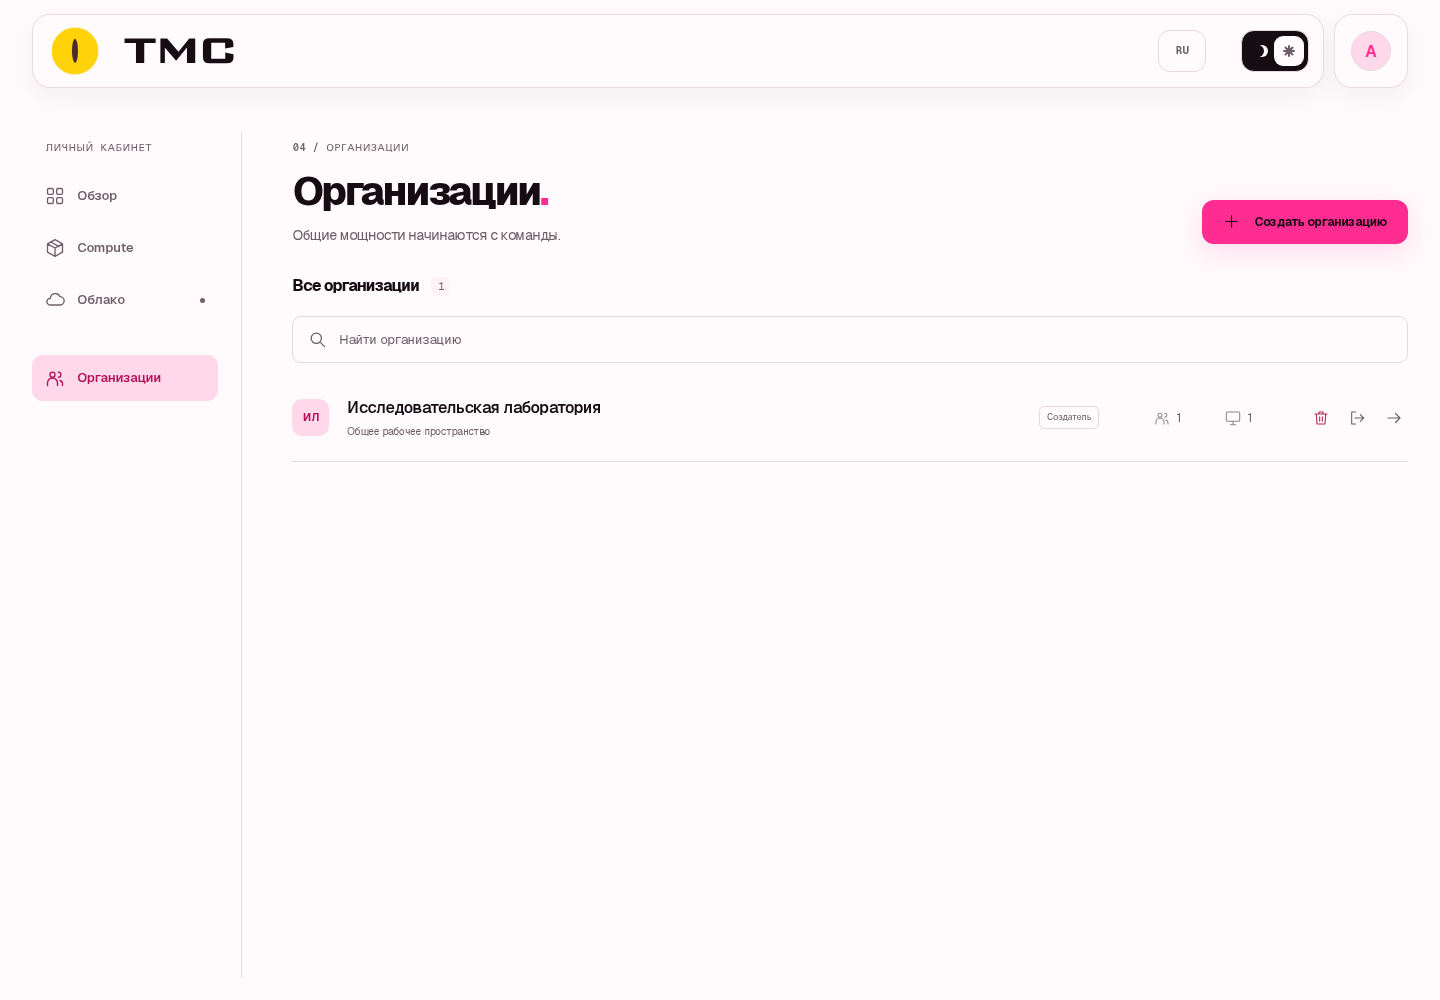 TMC
RU
A
ЛИЧНЫЙ КАБИНЕТ
Обзор
Compute
Облако
Организации
04 / ОРГАНИЗАЦИИ
Организации.
Общие мощности начинаются с команды.
Создать организацию
Все организации 1
Найти организацию
ИЛ
Исследовательская лаборатория
Общее рабочее пространство
Создатель
1
1